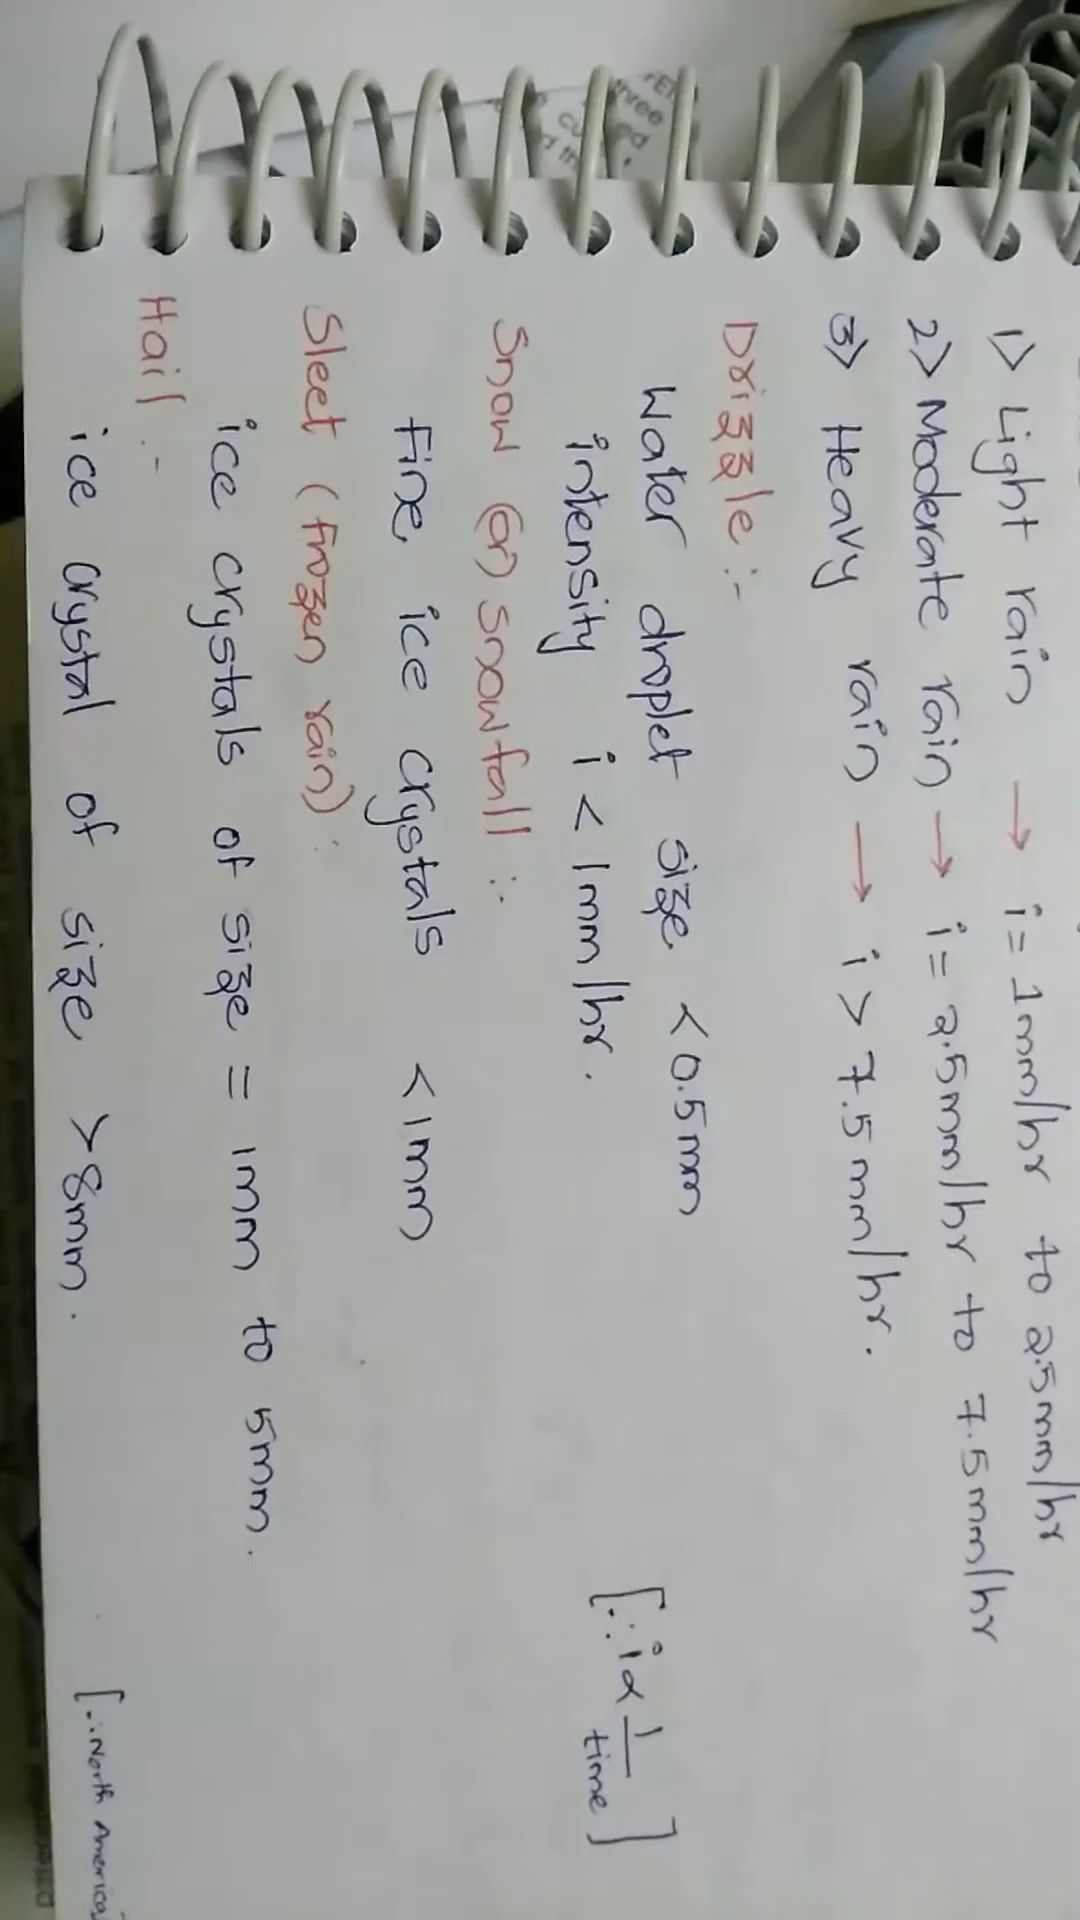 1> Light rain → i = 1mm/hr to 2.5mm/hr
2> Moderate rain → i = 2.5mm/hr to 7.5mm/hr
3> Heavy rain → i > 7.5mm/hr.
Drizzle :-
Water droplet size < 0.5mm
intensity i < 1mm/hr. [∴ i α 1/time]
Snow (or) snowfall :-
Fine ice crystals < 1mm
Sleet (frozen rain) :-
ice crystals of size = 1mm to 5mm.
Hail :-
ice crystal of size > 8mm. [∴ North America]
three